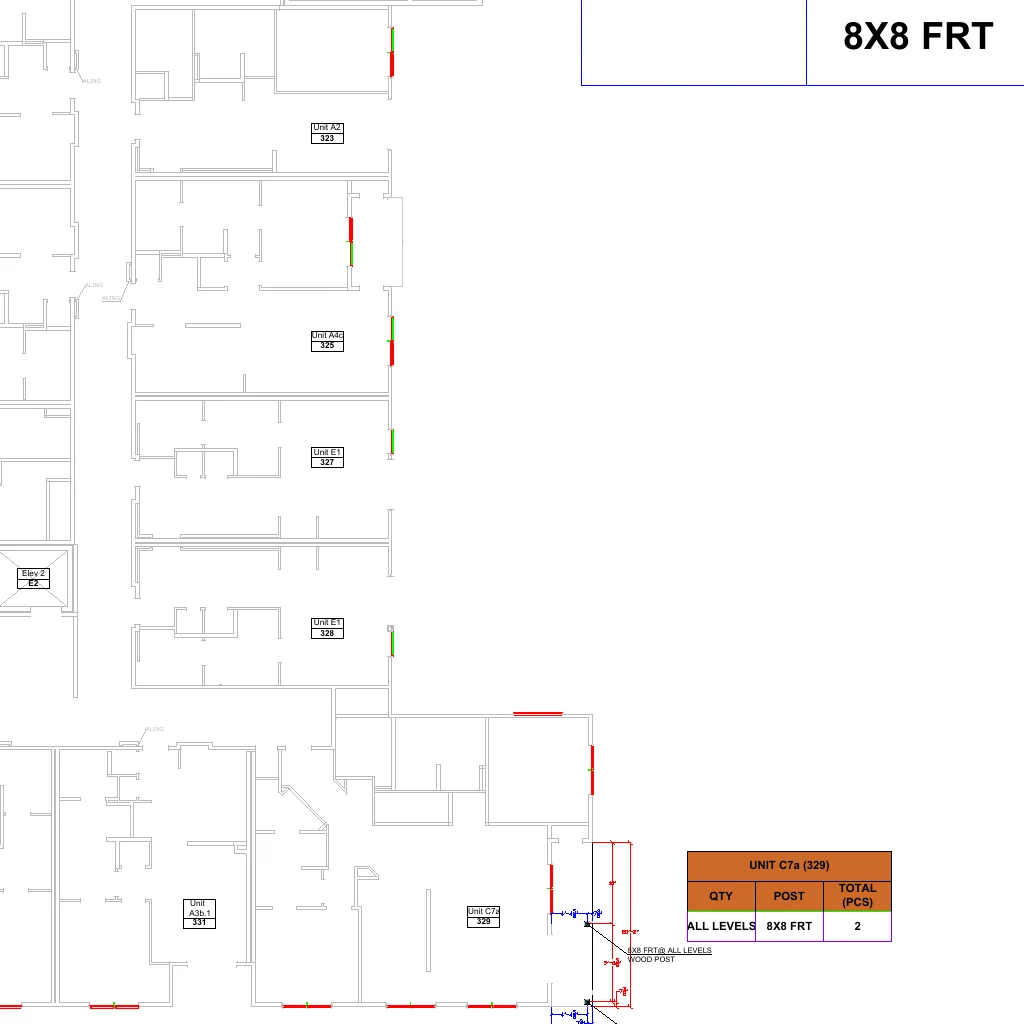 8X8 FRT
ALING
Unit A2
323
ALING
ALING
Unit A4c
325
Unit E1
327
Elev 2
E2
Unit E1
328
ALING
UNIT C7a (329)
QTY
POST
TOTAL
(PCS)
ALL LEVELS
8X8 FRT
2
Unit
A3b.1
331
Unit C7a
329
8X8 FRT@ ALL LEVELS
WOOD POST